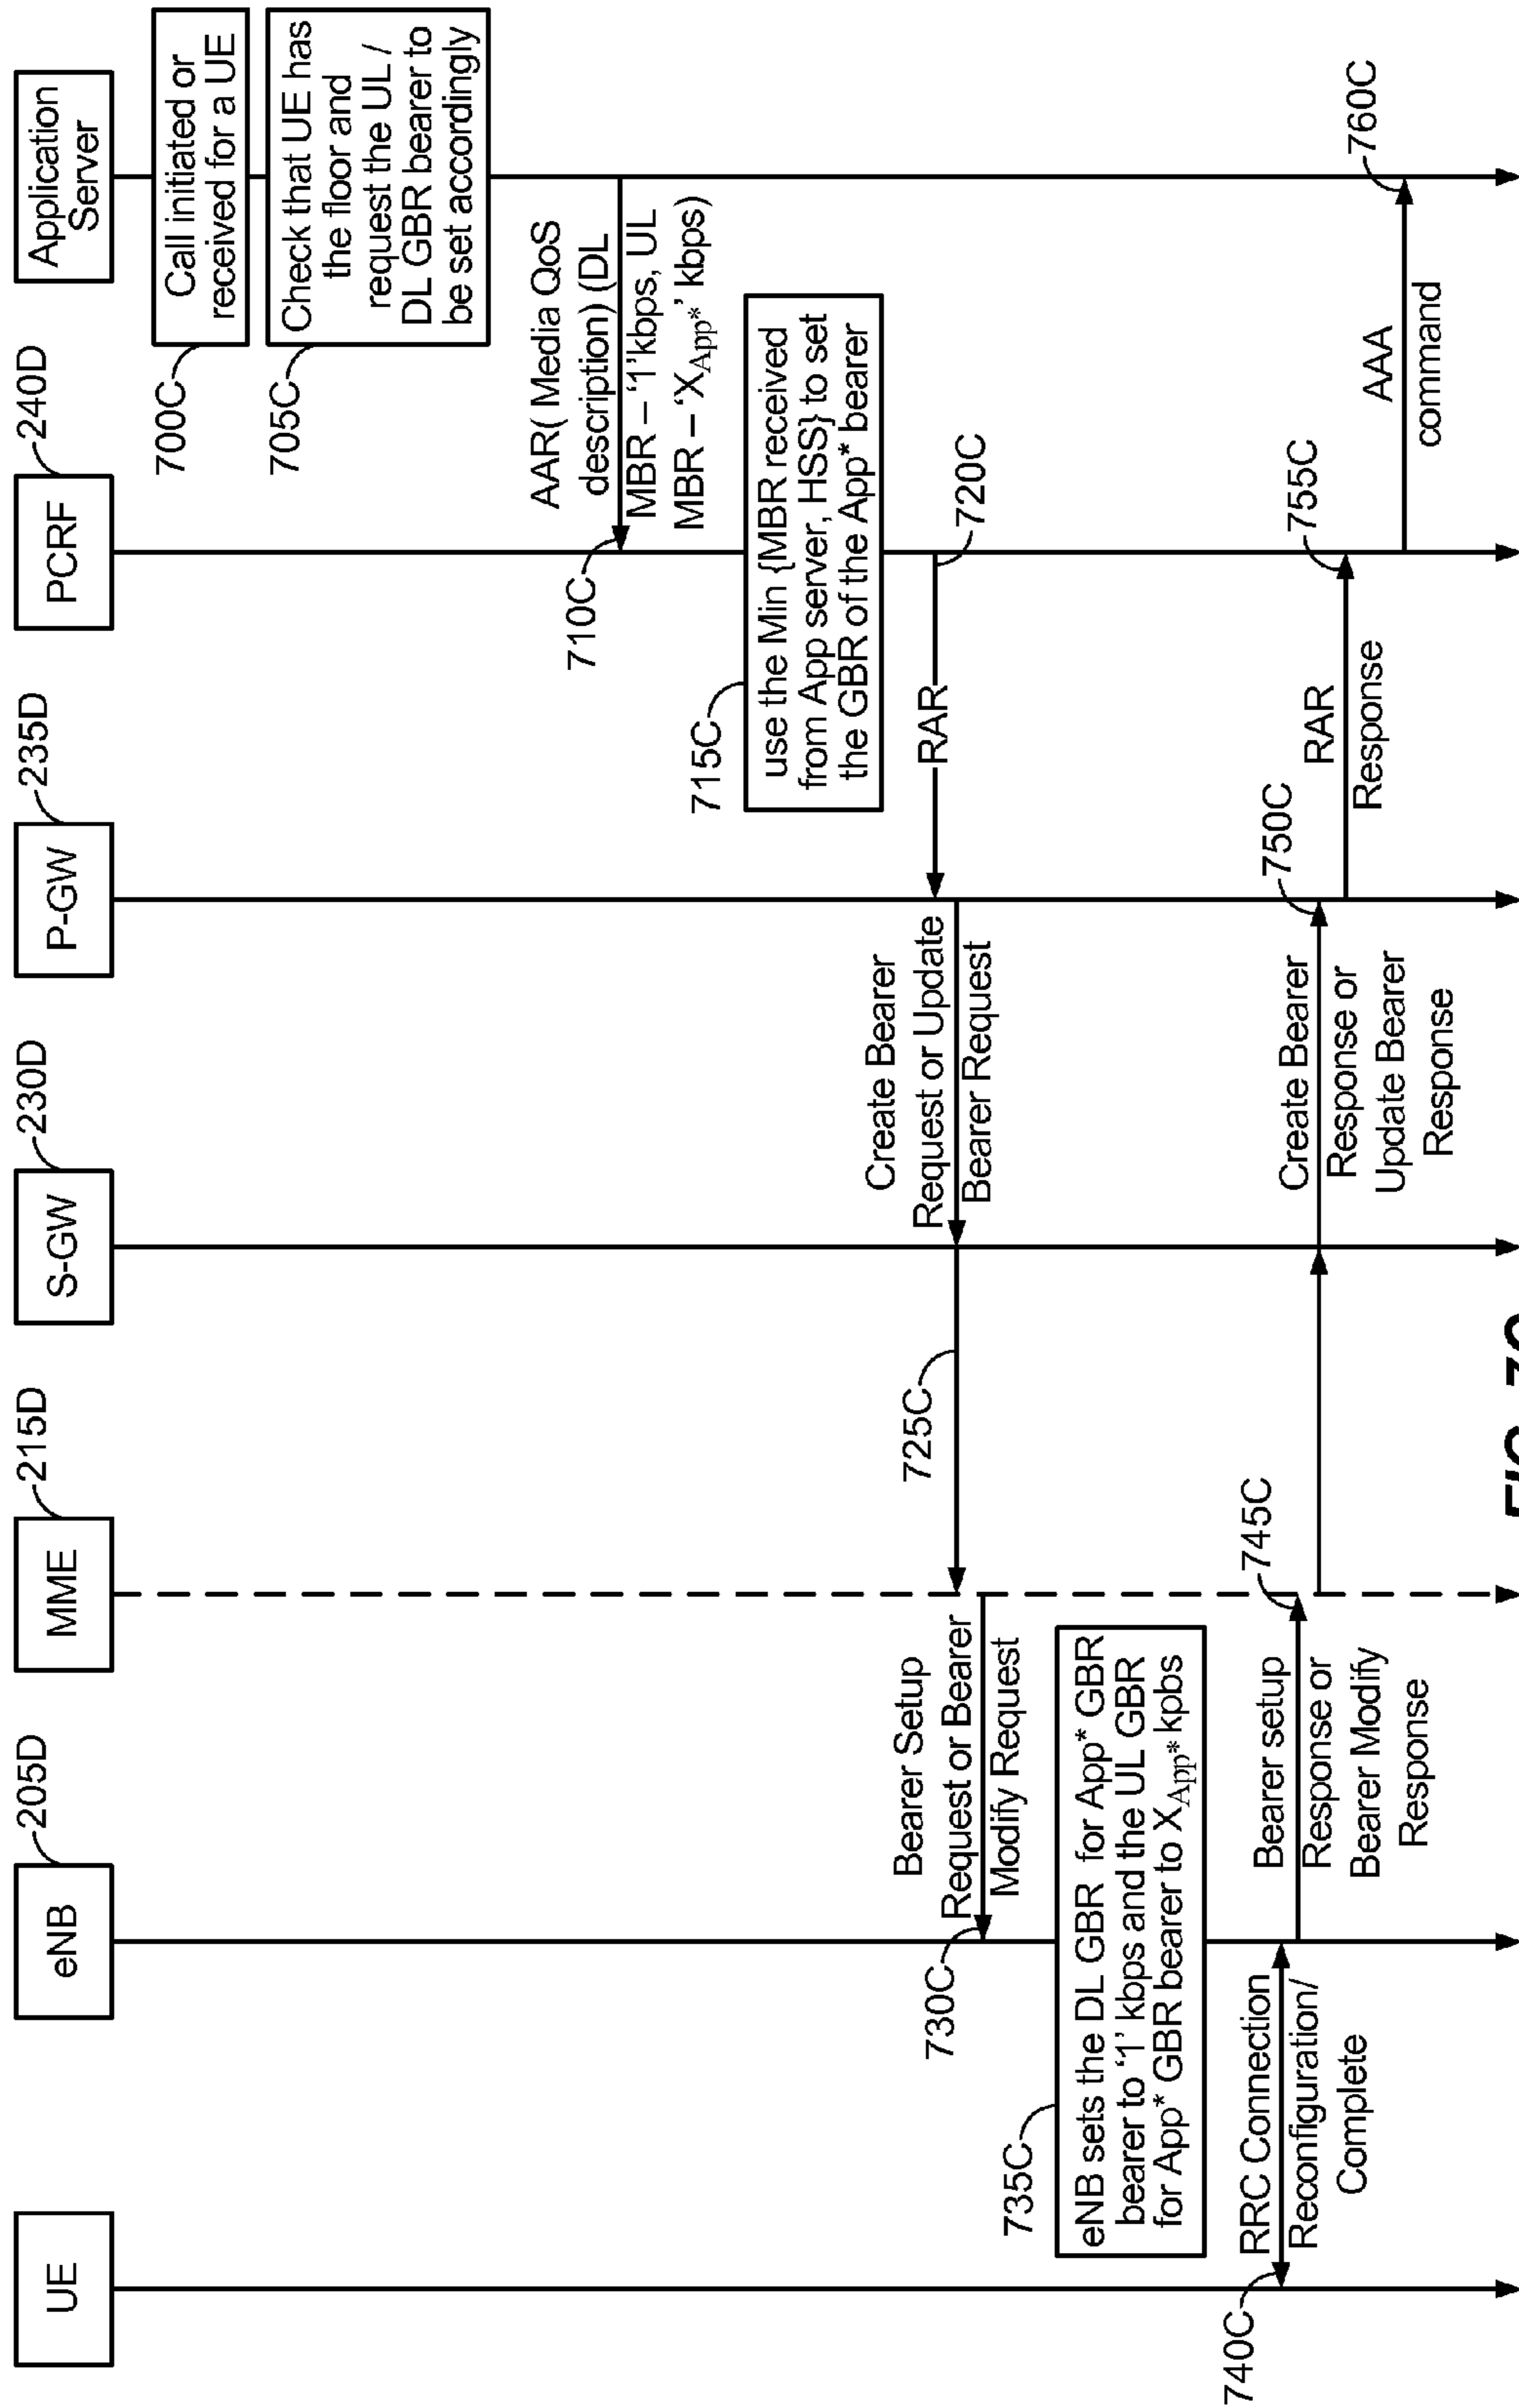 UE
eNB
205D
MME
215D
S-GW
230D
P-GW
235D
PCRF
240D
Application
Server
700C
Call initiated or
received for a UE
705C
Check that UE has
the floor and
request the UL /
DL GBR bearer to
be set accordingly
AAR( Media QoS
description) (DL
MBR – ‘1’kbps, UL
MBR – ‘XApp*’ kbps)
710C
715C
use the Min {MBR received
from App server, HSS} to set
the GBR of the App* bearer
RAR
720C
Create Bearer
Request or Update
Bearer Request
725C
Bearer Setup
Request or Bearer
Modify Request
730C
735C
eNB sets the DL GBR for App* GBR
bearer to ‘1’ kbps and the UL GBR
for App* GBR bearer to XApp* kpbs
740C
RRC Connection
Reconfiguration/
Complete
Bearer setup
Response or
Bearer Modify
Response
745C
Create Bearer
Response or
Update Bearer
Response
750C
RAR
Response
755C
AAA
command
760C